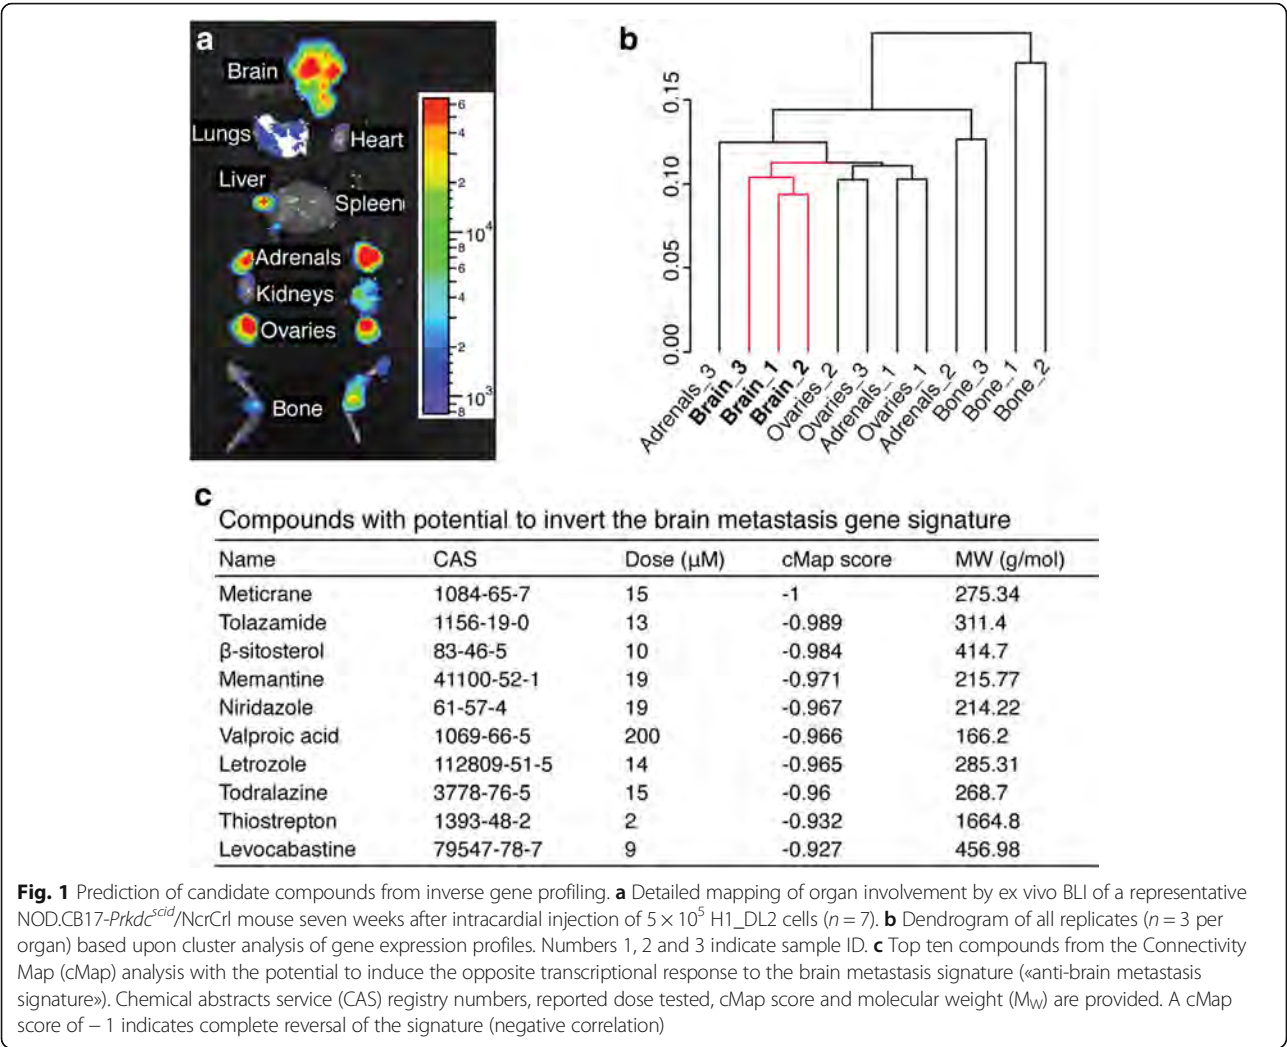 a
Brain
Lungs
Heart
Liver
Spleen
Adrenals
Kidneys
Ovaries
Bone
6
4
2
10⁴
8
6
4
2
10³
8
b
0.15
0.10
0.05
0.00
Adrenals_3
Brain_3
Brain_1
Brain_2
Ovaries_2
Ovaries_3
Adrenals_1
Ovaries_1
Adrenals_2
Bone_3
Bone_1
Bone_2
c
Compounds with potential to invert the brain metastasis gene signature
Name CAS Dose (µM) cMap score MW (g/mol)
Meticrane 1084-65-7 15 -1 275.34
Tolazamide 1156-19-0 13 -0.989 311.4
β-sitosterol 83-46-5 10 -0.984 414.7
Memantine 41100-52-1 19 -0.971 215.77
Niridazole 61-57-4 19 -0.967 214.22
Valproic acid 1069-66-5 200 -0.966 166.2
Letrozole 112809-51-5 14 -0.965 285.31
Todralazine 3778-76-5 15 -0.96 268.7
Thiostrepton 1393-48-2 2 -0.932 1664.8
Levocabastine 79547-78-7 9 -0.927 456.98
Fig. 1 Prediction of candidate compounds from inverse gene profiling. a Detailed mapping of organ involvement by ex vivo BLI of a representative
NOD.CB17-Prkdcscid/NcrCrl mouse seven weeks after intracardial injection of 5 × 10⁵ H1_DL2 cells (n = 7). b Dendrogram of all replicates (n = 3 per
organ) based upon cluster analysis of gene expression profiles. Numbers 1, 2 and 3 indicate sample ID. c Top ten compounds from the Connectivity
Map (cMap) analysis with the potential to induce the opposite transcriptional response to the brain metastasis signature («anti-brain metastasis
signature»). Chemical abstracts service (CAS) registry numbers, reported dose tested, cMap score and molecular weight (MW) are provided. A cMap
score of − 1 indicates complete reversal of the signature (negative correlation)